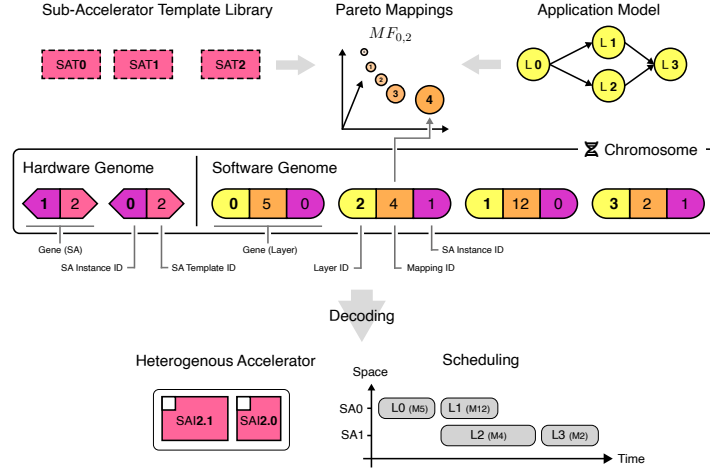 Sub-Accelerator Template Library
Pareto Mappings
Application Model
MF0,2
SAT0
SAT1
SAT2
1
2
3
4
L 0
L 1
L 2
L 3
Chromosome
Hardware Genome
Software Genome
1 2
0 2
0 5 0
2 4 1
1 12 0
3 2 1
Gene (SA)
Gene (Layer)
SA Instance ID
SA Instance ID
SA Template ID
Layer ID
Mapping ID
Decoding
Heterogenous Accelerator
Scheduling
Space
SAI2.1
SAI2.0
SA0
L0 (M5)
L1 (M12)
SA1
L2 (M4)
L3 (M2)
Time